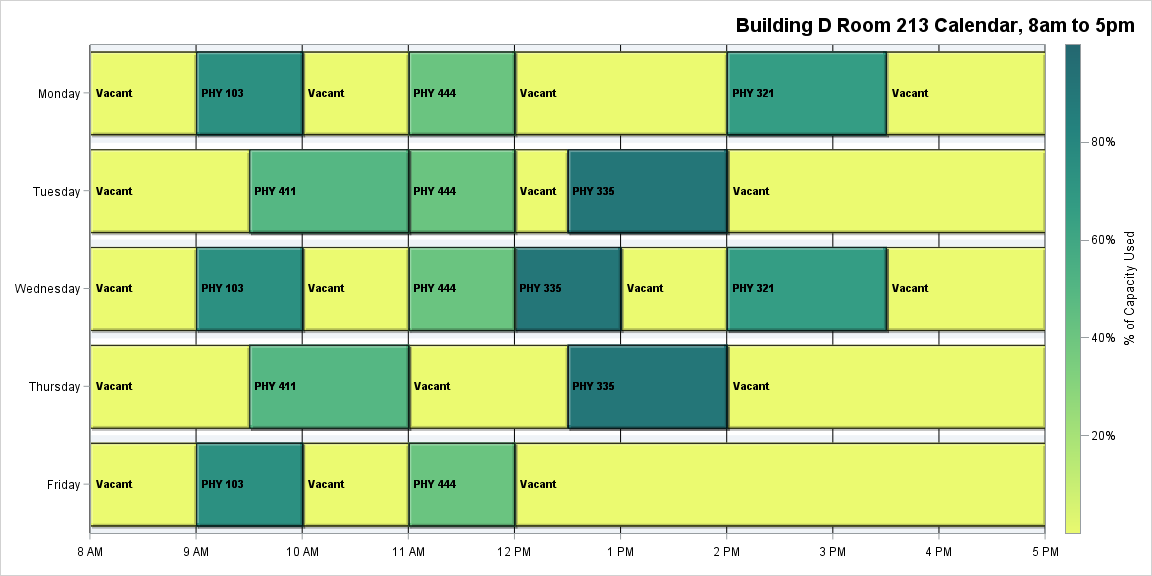 Building D Room 213 Calendar, 8am to 5pm
Monday Vacant PHY 103 Vacant PHY 444 Vacant PHY 321 Vacant
Tuesday Vacant PHY 411 PHY 444 Vacant PHY 335 Vacant
Wednesday Vacant PHY 103 Vacant PHY 444 PHY 335 Vacant PHY 321 Vacant
Thursday Vacant PHY 411 Vacant PHY 335 Vacant
Friday Vacant PHY 103 Vacant PHY 444 Vacant
8 AM 9 AM 10 AM 11 AM 12 PM 1 PM 2 PM 3 PM 4 PM 5 PM
80%
60%
40%
20%
% of Capacity Used